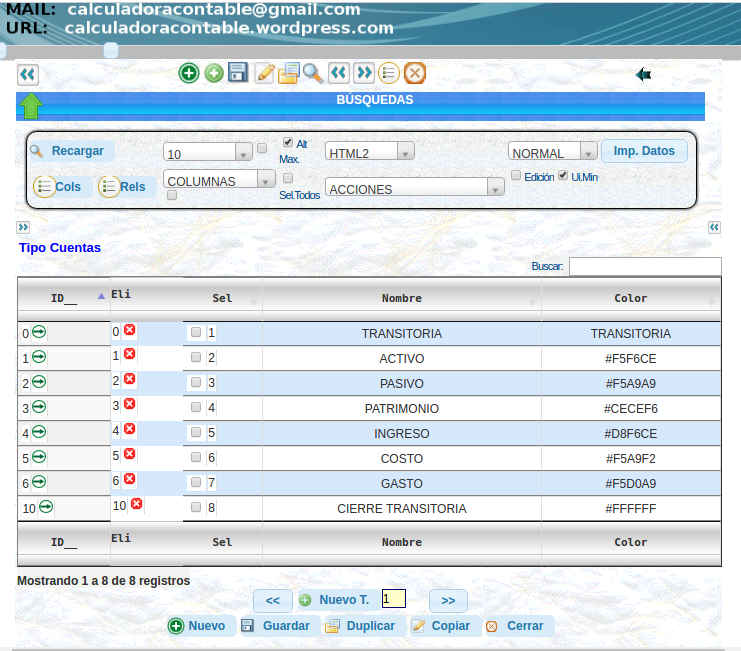 MAIL: calculadoracontable@gmail.com
URL: calculadoracontable.wordpress.com
BÚSQUEDAS
Recargar 10 Alt Max. HTML2 NORMAL Imp. Datos
Cols Rels COLUMNAS Sel.Todos ACCIONES Edición Ui.Min
Tipo Cuentas
Buscar:
ID__ Eli Sel Nombre Color
0 0 1 TRANSITORIA TRANSITORIA
1 1 2 ACTIVO #F5F6CE
2 2 3 PASIVO #F5A9A9
3 3 4 PATRIMONIO #CECEF6
4 4 5 INGRESO #D8F6CE
5 5 6 COSTO #F5A9F2
6 6 7 GASTO #F5D0A9
10 10 8 CIERRE TRANSITORIA #FFFFFF
ID__ Eli Sel Nombre Color
Mostrando 1 a 8 de 8 registros
<< Nuevo T. 1 >>
Nuevo Guardar Duplicar Copiar Cerrar